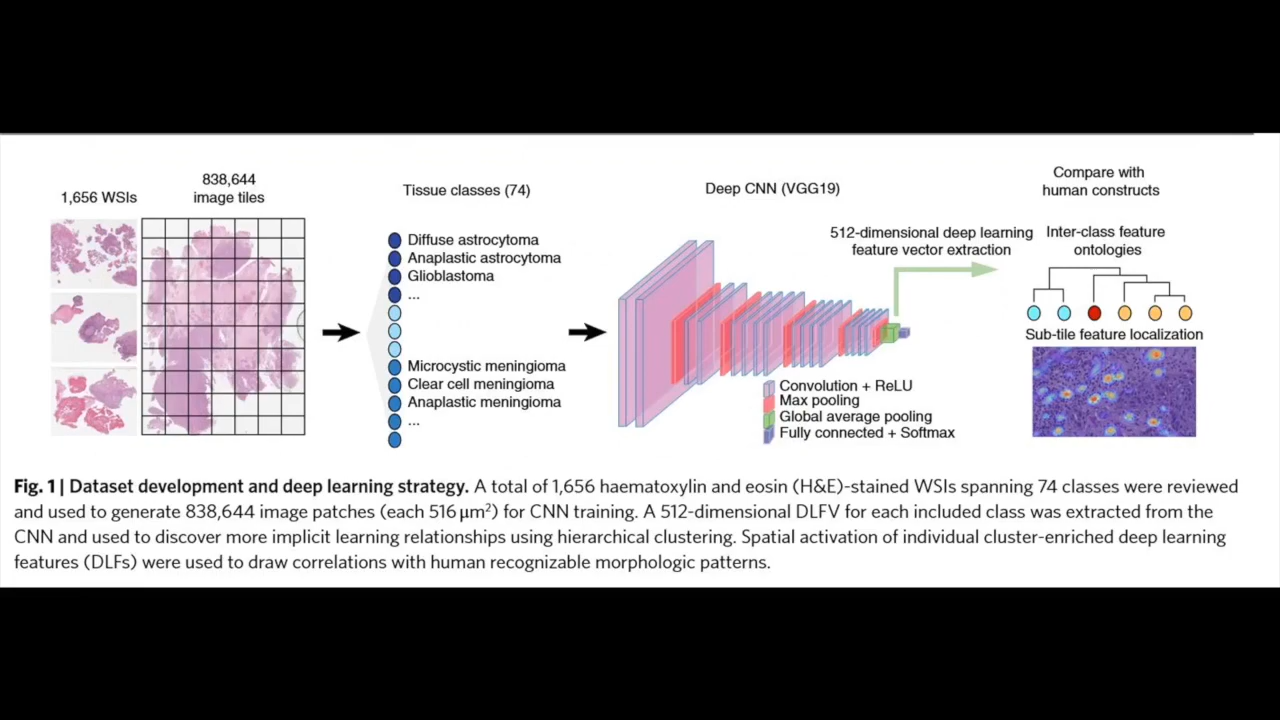 1,656 WSIs
838,644
image tiles
Tissue classes (74)
Diffuse astrocytoma
Anaplastic astrocytoma
Glioblastoma
...
Microcystic meningioma
Clear cell meningioma
Anaplastic meningioma
...
Deep CNN (VGG19)
512-dimensional deep learning
feature vector extraction
Convolution + ReLU
Max pooling
Global average pooling
Fully connected + Softmax
Compare with
human constructs
Inter-class feature
ontologies
Sub-tile feature localization
Fig. 1 | Dataset development and deep learning strategy. A total of 1,656 haematoxylin and eosin (H&E)-stained WSIs spanning 74 classes were reviewed
and used to generate 838,644 image patches (each 516 μm²) for CNN training. A 512-dimensional DLFV for each included class was extracted from the
CNN and used to discover more implicit learning relationships using hierarchical clustering. Spatial activation of individual cluster-enriched deep learning
features (DLFs) were used to draw correlations with human recognizable morphologic patterns.